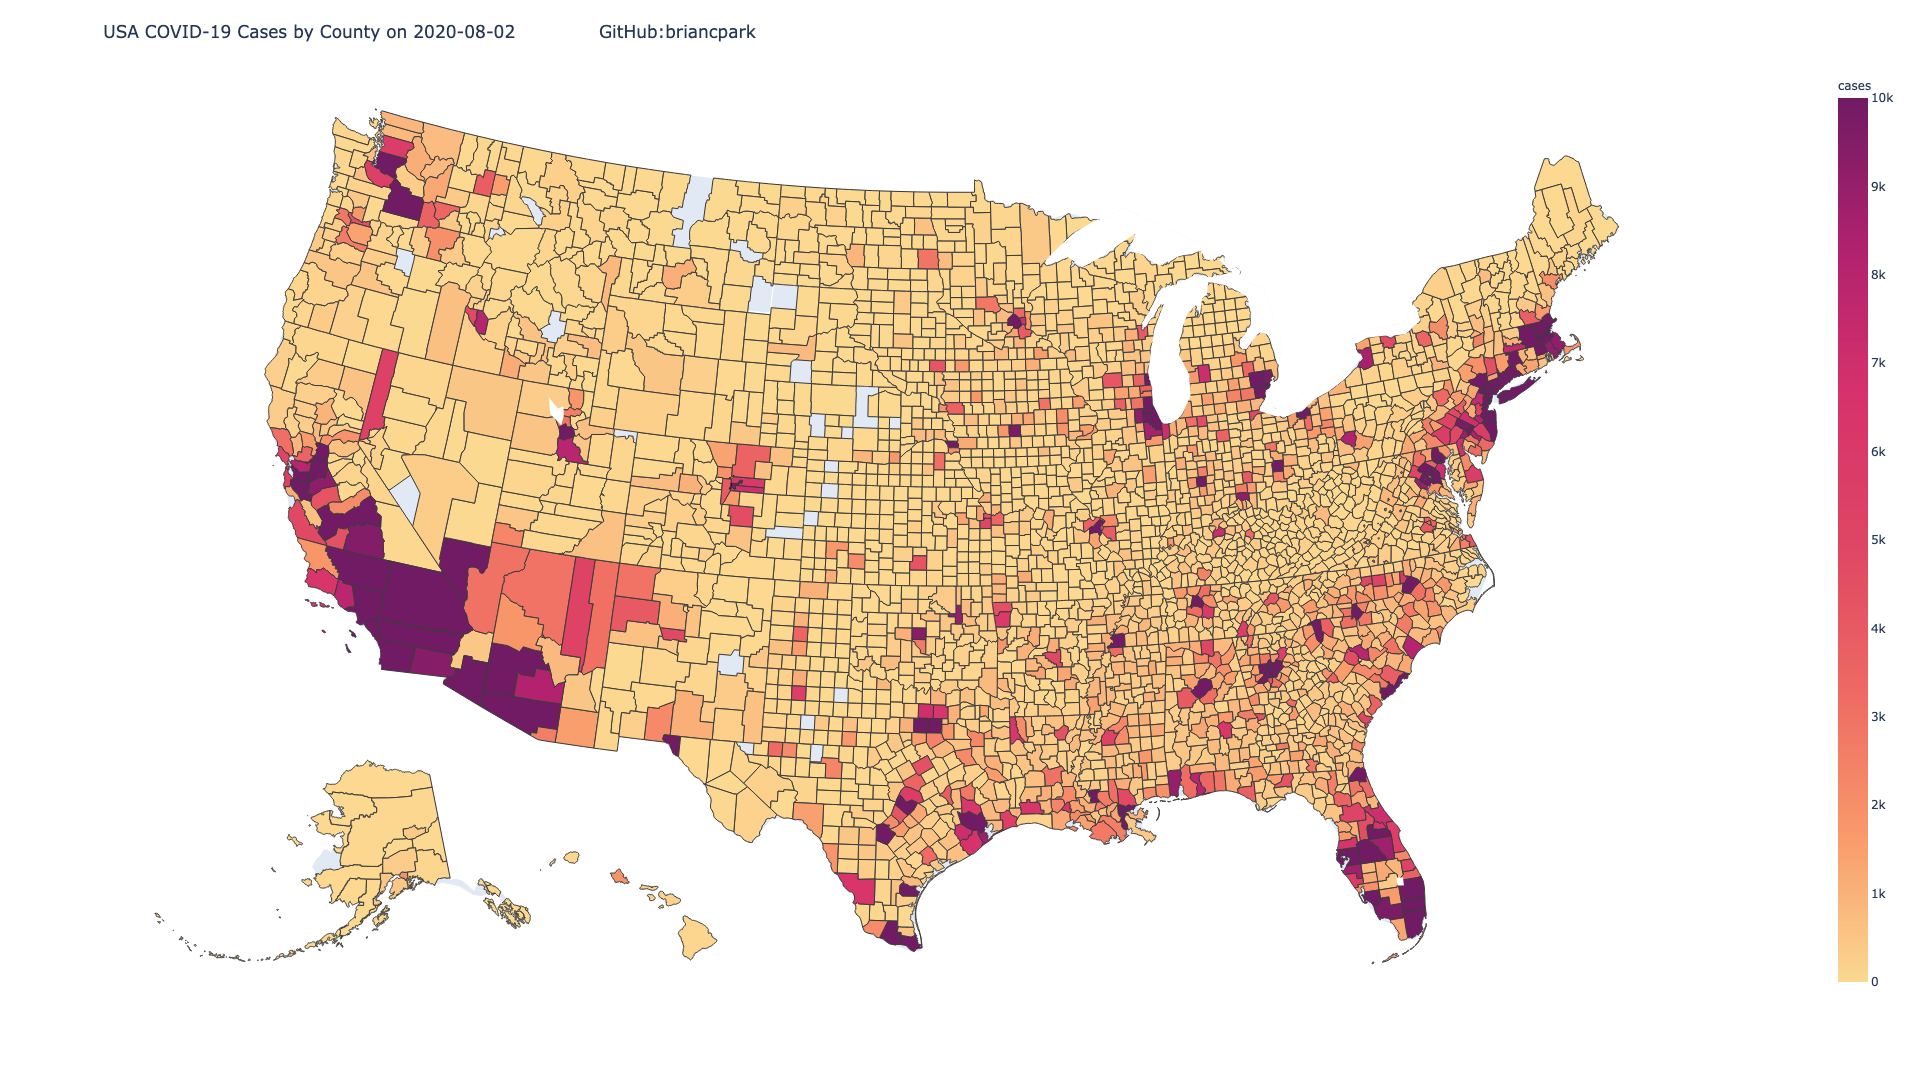 USA COVID-19 Cases by County on 2020-08-02 GitHub:briancpark
cases
10k
9k
8k
7k
6k
5k
4k
3k
2k
1k
0